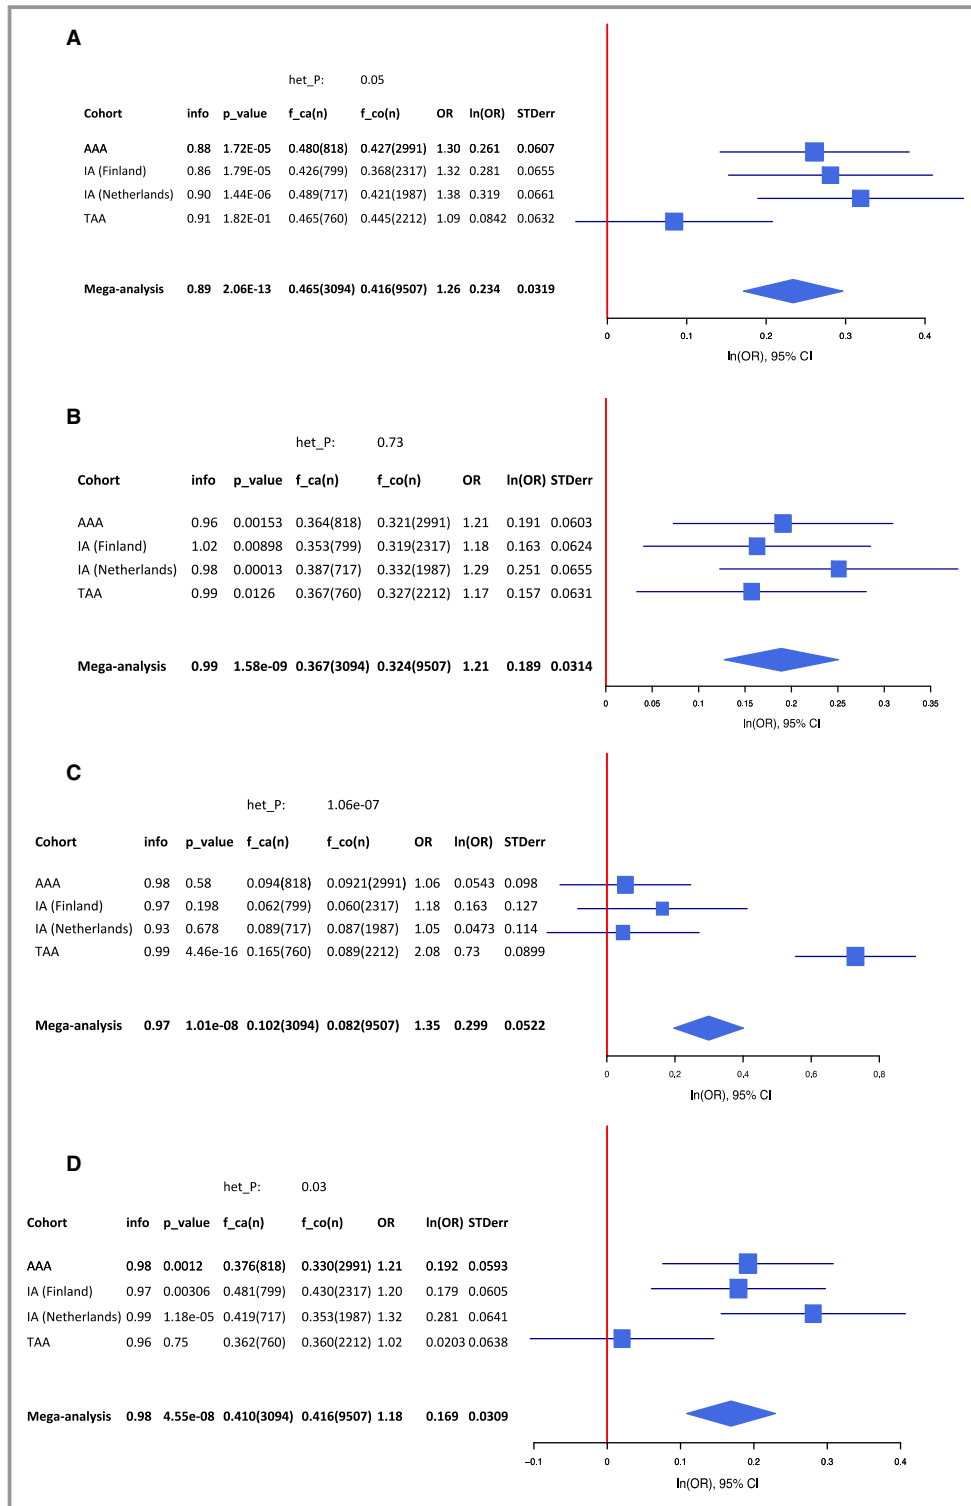 A
het_P: 0.05
Cohort info p_value f_ca(n) f_co(n) OR ln(OR) STDerr
AAA 0.88 1.72E-05 0.480(818) 0.427(2991) 1.30 0.261 0.0607
IA (Finland) 0.86 1.79E-05 0.426(799) 0.368(2317) 1.32 0.281 0.0655
IA (Netherlands) 0.90 1.44E-06 0.489(717) 0.421(1987) 1.38 0.319 0.0661
TAA 0.91 1.82E-01 0.465(760) 0.445(2212) 1.09 0.0842 0.0632
Mega-analysis 0.89 2.06E-13 0.465(3094) 0.416(9507) 1.26 0.234 0.0319
0 0.1 0.2 0.3 0.4
ln(OR), 95% CI
B
het_P: 0.73
Cohort info p_value f_ca(n) f_co(n) OR ln(OR) STDerr
AAA 0.96 0.00153 0.364(818) 0.321(2991) 1.21 0.191 0.0603
IA (Finland) 1.02 0.00898 0.353(799) 0.319(2317) 1.18 0.163 0.0624
IA (Netherlands) 0.98 0.00013 0.387(717) 0.332(1987) 1.29 0.251 0.0655
TAA 0.99 0.0126 0.367(760) 0.327(2212) 1.17 0.157 0.0631
Mega-analysis 0.99 1.58e-09 0.367(3094) 0.324(9507) 1.21 0.189 0.0314
0 0.05 0.1 0.15 0.2 0.25 0.3 0.35
ln(OR), 95% CI
C
het_P: 1.06e-07
Cohort info p_value f_ca(n) f_co(n) OR ln(OR) STDerr
AAA 0.98 0.58 0.094(818) 0.0921(2991) 1.06 0.0543 0.098
IA (Finland) 0.97 0.198 0.062(799) 0.060(2317) 1.18 0.163 0.127
IA (Netherlands) 0.93 0.678 0.089(717) 0.087(1987) 1.05 0.0473 0.114
TAA 0.99 4.46e-16 0.165(760) 0.089(2212) 2.08 0.73 0.0899
Mega-analysis 0.97 1.01e-08 0.102(3094) 0.082(9507) 1.35 0.299 0.0522
0 0.2 0.4 0.6 0.8
ln(OR), 95% CI
D
het_P: 0.03
Cohort info p_value f_ca(n) f_co(n) OR ln(OR) STDerr
AAA 0.98 0.0012 0.376(818) 0.330(2991) 1.21 0.192 0.0593
IA (Finland) 0.97 0.00306 0.481(799) 0.430(2317) 1.20 0.179 0.0605
IA (Netherlands) 0.99 1.18e-05 0.419(717) 0.353(1987) 1.32 0.281 0.0641
TAA 0.96 0.75 0.362(760) 0.360(2212) 1.02 0.0203 0.0638
Mega-analysis 0.98 4.55e-08 0.410(3094) 0.416(9507) 1.18 0.169 0.0309
−0.1 0 0.1 0.2 0.3 0.4
ln(OR), 95% CI